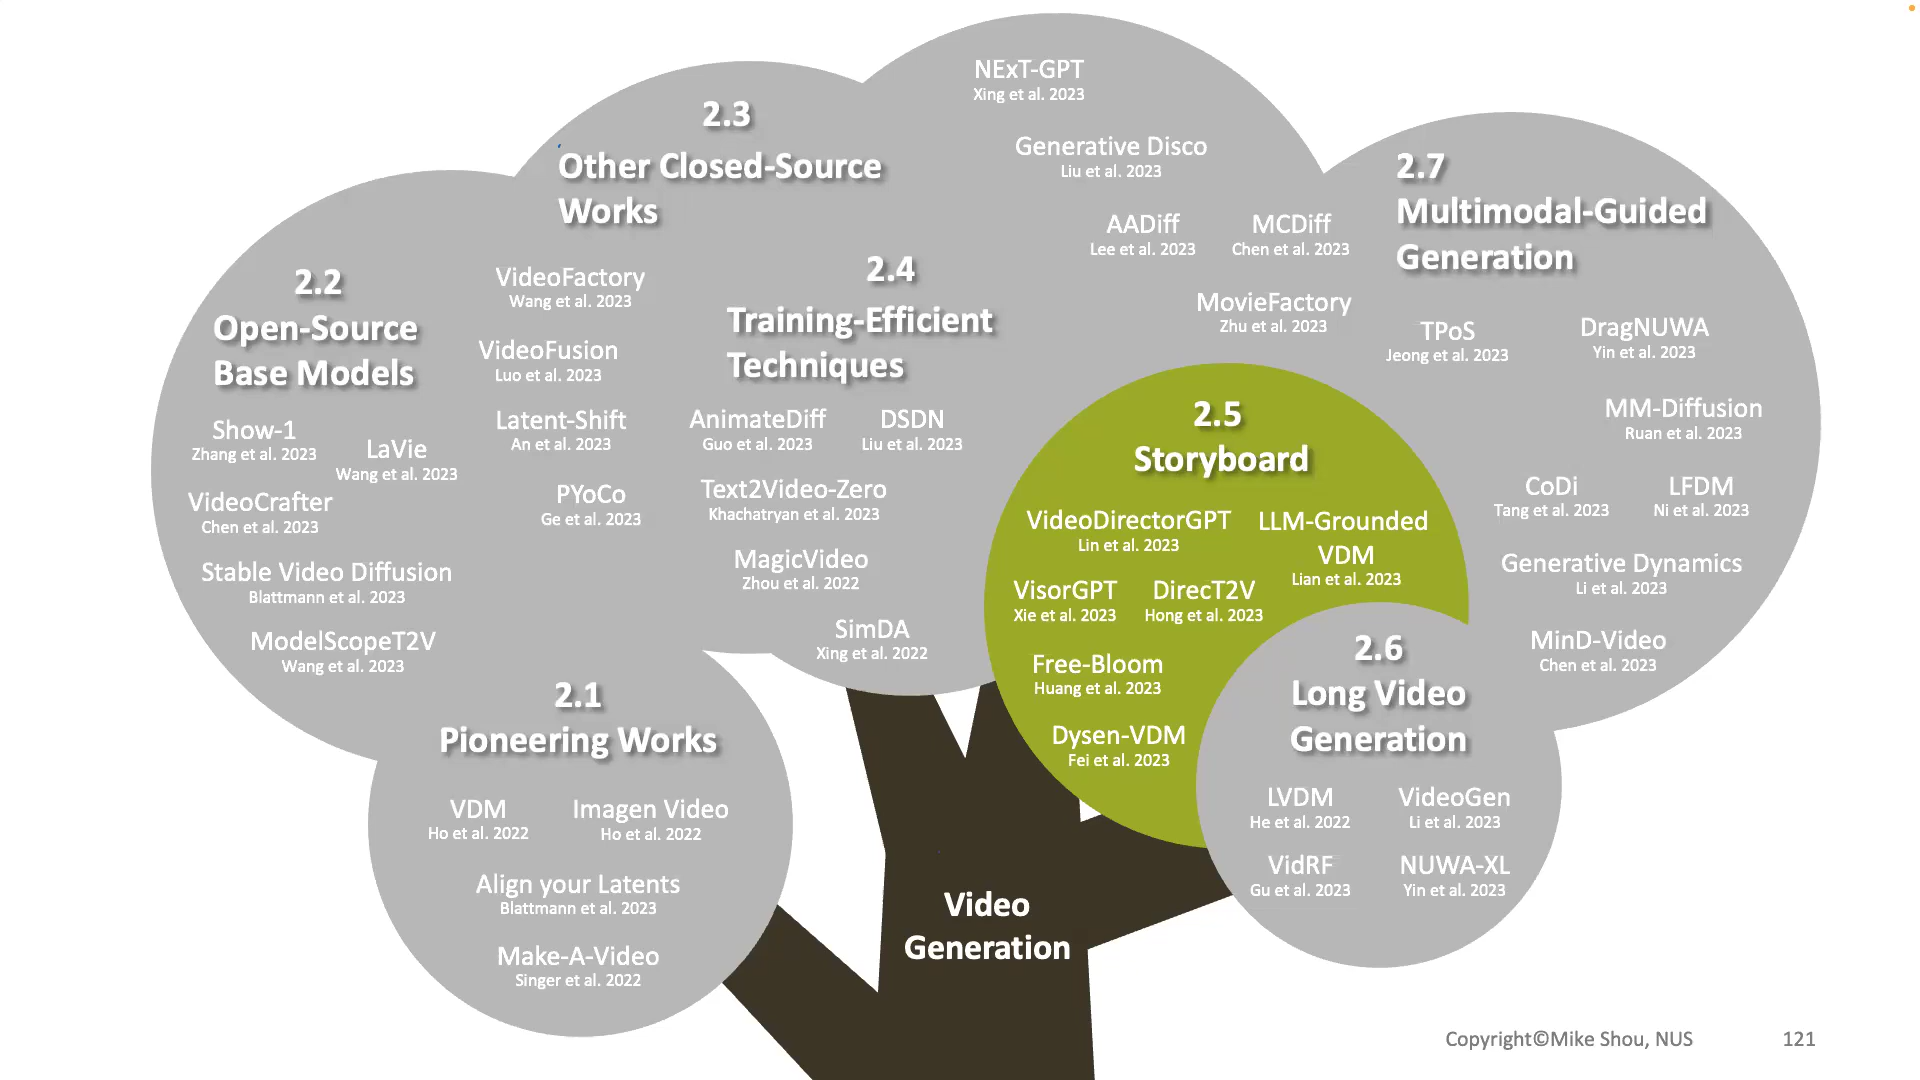 NExT-GPT
Xing et al. 2023
Generative Disco
Liu et al. 2023
AADiff
Lee et al. 2023
MCDiff
Chen et al. 2023
MovieFactory
Zhu et al. 2023
2.3
Other Closed-Source
Works
VideoFactory
Wang et al. 2023
VideoFusion
Luo et al. 2023
Latent-Shift
An et al. 2023
PYoCo
Ge et al. 2023
2.2
Open-Source
Base Models
Show-1
Zhang et al. 2023
LaVie
Wang et al. 2023
VideoCrafter
Chen et al. 2023
Stable Video Diffusion
Blattmann et al. 2023
ModelScopeT2V
Wang et al. 2023
2.4
Training-Efficient
Techniques
AnimateDiff
Guo et al. 2023
DSDN
Liu et al. 2023
Text2Video-Zero
Khachatryan et al. 2023
MagicVideo
Zhou et al. 2022
SimDA
Xing et al. 2022
2.7
Multimodal-Guided
Generation
TPoS
Jeong et al. 2023
DragNUWA
Yin et al. 2023
MM-Diffusion
Ruan et al. 2023
CoDi
Tang et al. 2023
LFDM
Ni et al. 2023
Generative Dynamics
Li et al. 2023
MinD-Video
Chen et al. 2023
2.5
Storyboard
VideoDirectorGPT
Lin et al. 2023
LLM-Grounded
VDM
Lian et al. 2023
VisorGPT
Xie et al. 2023
DirecT2V
Hong et al. 2023
Free-Bloom
Huang et al. 2023
Dysen-VDM
Fei et al. 2023
2.6
Long Video
Generation
LVDM
He et al. 2022
VideoGen
Li et al. 2023
VidRF
Gu et al. 2023
NUWA-XL
Yin et al. 2023
2.1
Pioneering Works
VDM
Ho et al. 2022
Imagen Video
Ho et al. 2022
Align your Latents
Blattmann et al. 2023
Make-A-Video
Singer et al. 2022
Video
Generation
Copyright©Mike Shou, NUS
121